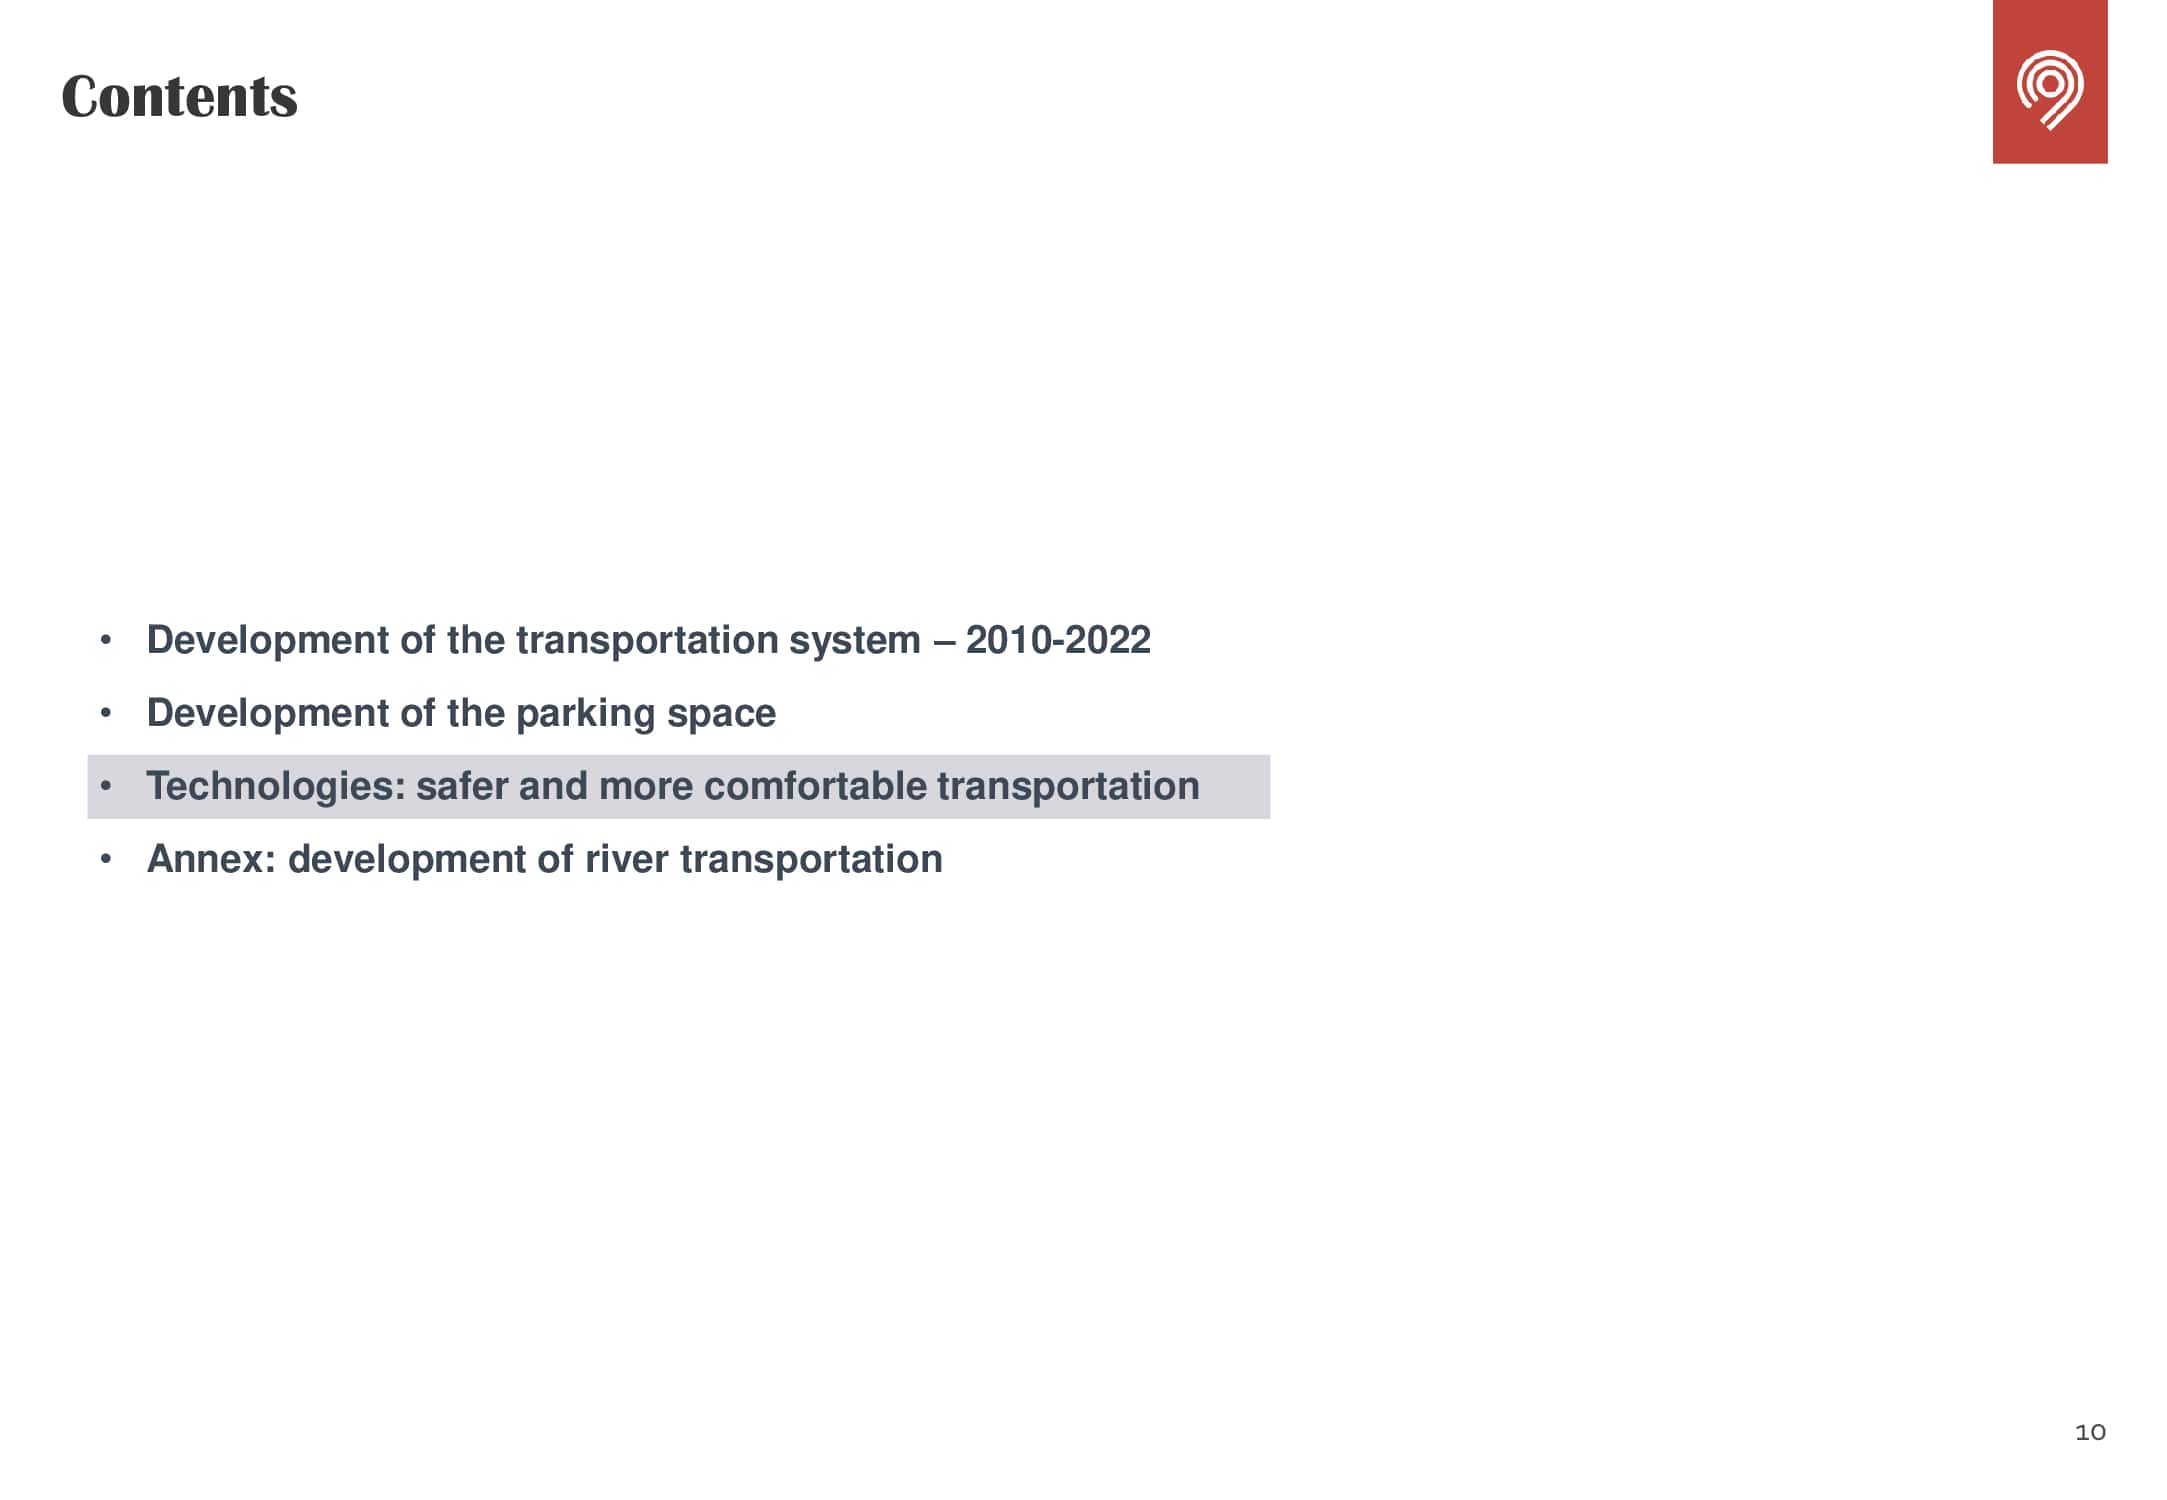 Contents
• Development of the transportation system – 2010-2022
• Development of the parking space
• Technologies: safer and more comfortable transportation
• Annex: development of river transportation
10